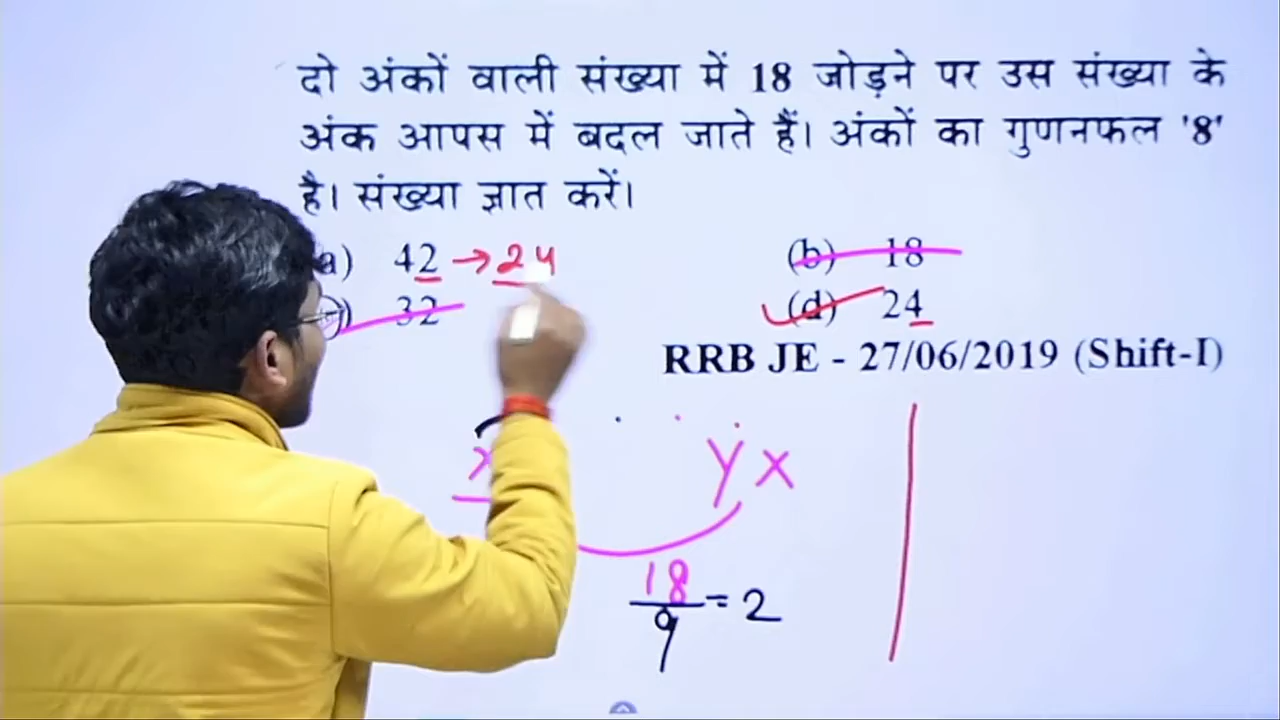 दो अंकों वाली संख्या में 18 जोड़ने पर उस संख्या के
अंक आपस में बदल जाते हैं। अंकों का गुणनफल '8'
है। संख्या ज्ञात करें।
a) 42 → 24 (b) 18
32 (d) 24
RRB JE - 27/06/2019 (Shift-I)
x y x
18
9 = 2